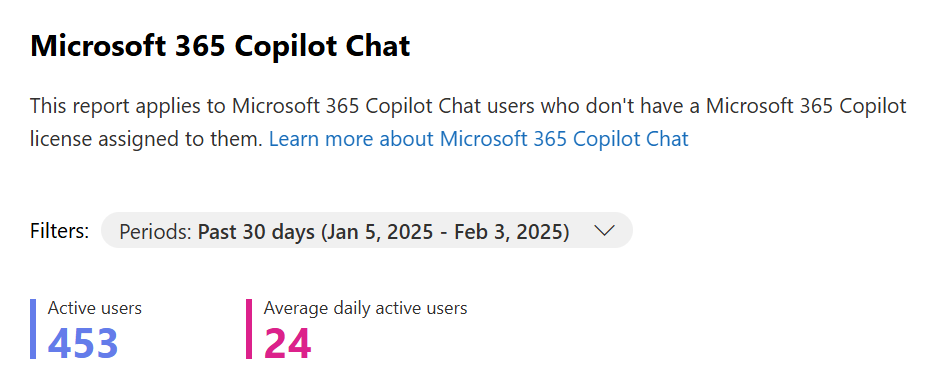 Microsoft 365 Copilot Chat
This report applies to Microsoft 365 Copilot Chat users who don't have a Microsoft 365 Copilot
license assigned to them. Learn more about Microsoft 365 Copilot Chat
Filters: Periods: Past 30 days (Jan 5, 2025 - Feb 3, 2025)
Active users Average daily active users
453 24